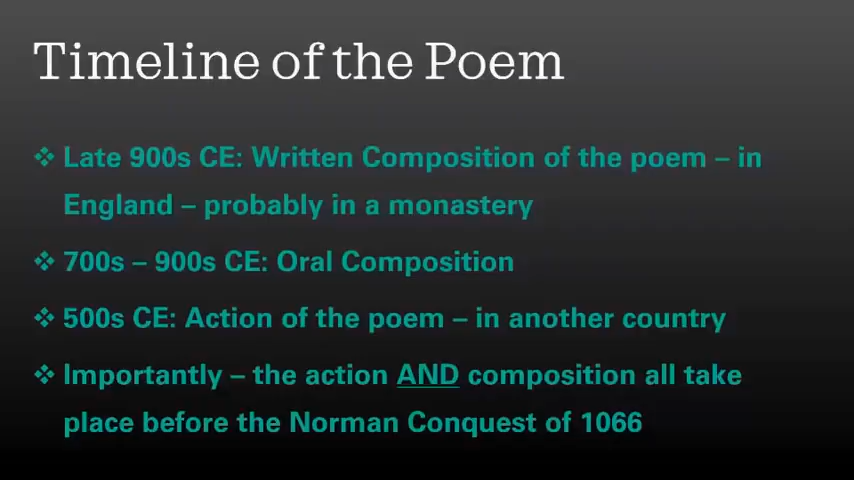 Timeline of the Poem
❖ Late 900s CE: Written Composition of the poem – in
England – probably in a monastery
❖ 700s – 900s CE: Oral Composition
❖ 500s CE: Action of the poem – in another country
❖ Importantly – the action AND composition all take
place before the Norman Conquest of 1066